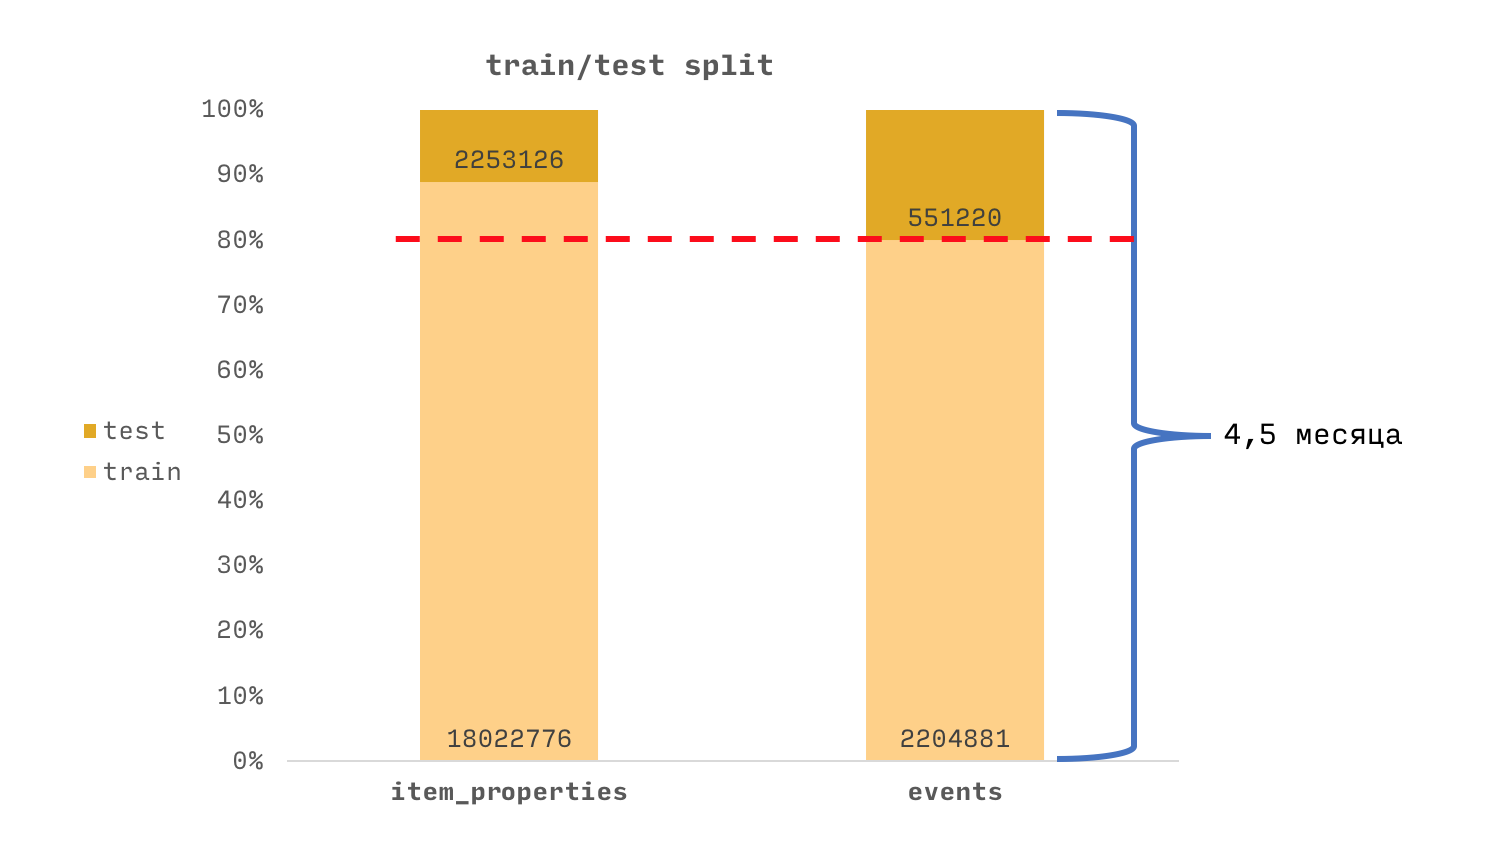 train/test split
100%
90%
80%
70%
60%
50%
40%
30%
20%
10%
0%
test
train
2253126
18022776
551220
2204881
item_properties
events
4,5 месяца